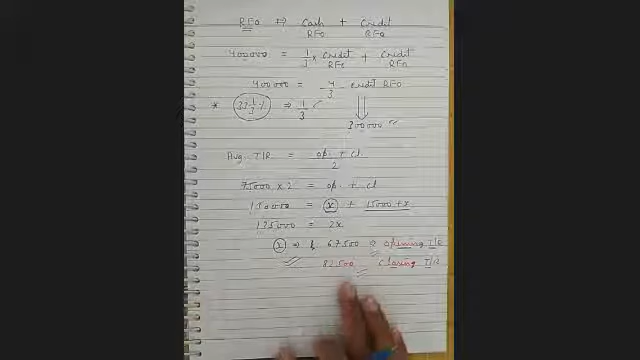 RFO ⇔ Cash RFO + Credit RFO
400000 = 1/3 × credit RFO + Credit RFO
400000 = 4/3 credit RFO
* 33 1/3 % ⇒ 1/3 ✓
300000
Avg T/R = op. + cl. / 2
75000 × 2 = op. + cl
150000 = x + 15000 + x
135000 = 2x
x ⇒ 67500 ⇒ opening T/R
82500 closing T/R